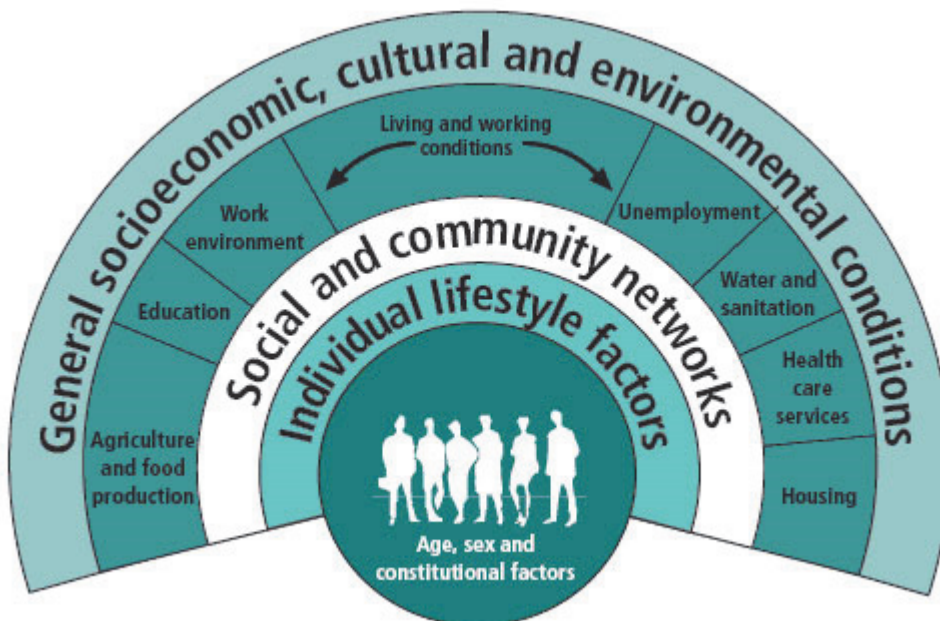 General socioeconomic, cultural and environmental conditions
Living and working
conditions
Work
environment
Unemployment
Education
Water and
sanitation
Agriculture
and food
production
Health
care
services
Housing
Social and community networks
Individual lifestyle factors
Age, sex and
constitutional factors